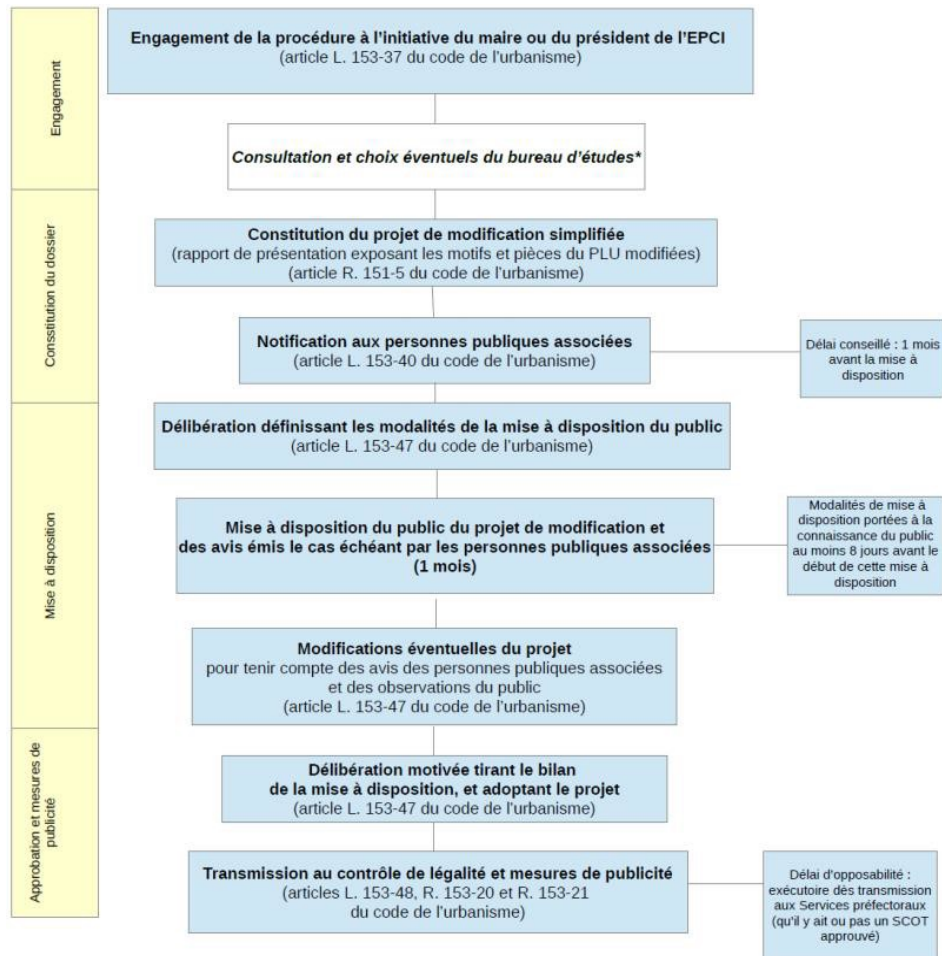 Engagement
Engagement de la procédure à l'initiative du maire ou du président de l'EPCI
(article L. 153-37 du code de l'urbanisme)
Consultation et choix éventuels du bureau d'études*
Consstitution du dossier
Constitution du projet de modification simplifiée
(rapport de présentation exposant les motifs et pièces du PLU modifiées)
(article R. 151-5 du code de l'urbanisme)
Notification aux personnes publiques associées
(article L. 153-40 du code de l'urbanisme)
Délai conseillé : 1 mois
avant la mise à
disposition
Mise à disposition
Délibération définissant les modalités de la mise à disposition du public
(article L. 153-47 du code de l'urbanisme)
Mise à disposition du public du projet de modification et
des avis émis le cas échéant par les personnes publiques associées
(1 mois)
Modalités de mise à
disposition portées à la
connaissance du public
au moins 8 jours avant le
début de cette mise à
disposition
Modifications éventuelles du projet
pour tenir compte des avis des personnes publiques associées
et des observations du public
(article L. 153-47 du code de l'urbanisme)
Approbation et mesures de
publicité
Délibération motivée tirant le bilan
de la mise à disposition, et adoptant le projet
(article L. 153-47 du code de l'urbanisme)
Transmission au contrôle de légalité et mesures de publicité
(articles L. 153-48, R. 153-20 et R. 153-21
du code de l'urbanisme)
Délai d'opposabilité :
exécutoire dès transmission
aux Services préfectoraux
(qu'il y ait ou pas un SCOT
approuvé)